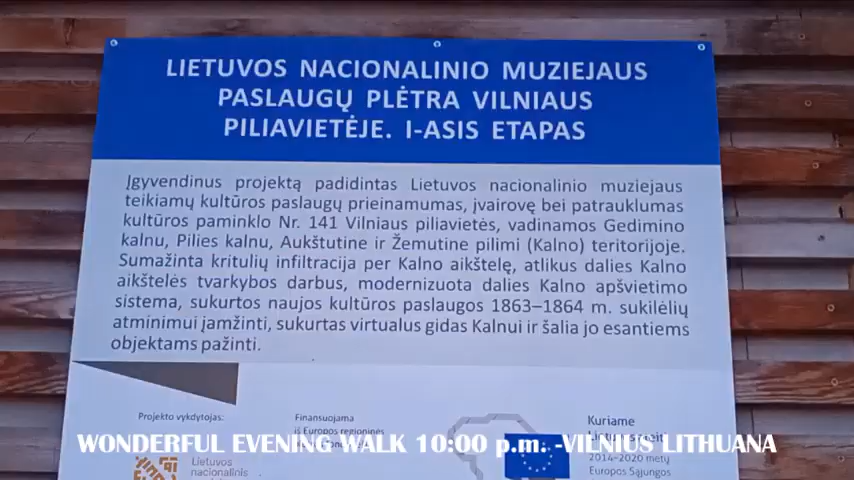 LIETUVOS NACIONALINIO MUZIEJAUS
PASLAUGŲ PLĖTRA VILNIAUS
PILIAVIETĖJE. I-ASIS ETAPAS
Įgyvendinus projektą padidintas Lietuvos nacionalinio muziejaus
teikiamų kultūros paslaugų prieinamumas, įvairovė bei patrauklumas
kultūros paminklo Nr. 141 Vilniaus piliavietės, vadinamos Gedimino
kalnu, Pilies kalnu, Aukštutine ir Žemutine pilimi (Kalno) teritorijoje.
Sumažinta kritulių infiltracija per Kalno aikštelę, atlikus dalies Kalno
aikštelės tvarkybos darbus, modernizuota dalies Kalno apšvietimo
sistema, sukurtos naujos kultūros paslaugos 1863–1864 m. sukilėlių
atminimui įamžinti, sukurtas virtualus gidas Kalnui ir šalia jo esantiems
objektams pažinti.
Projekto vykdytojas:
Lietuvos
nacionalinis
Finansuojama
iš Europos regioninės
Kuriame
2014–2020 metų
Europos Sąjungos
WONDERFUL EVENING WALK 10:00 p.m. -VILNIUS LITHUANA